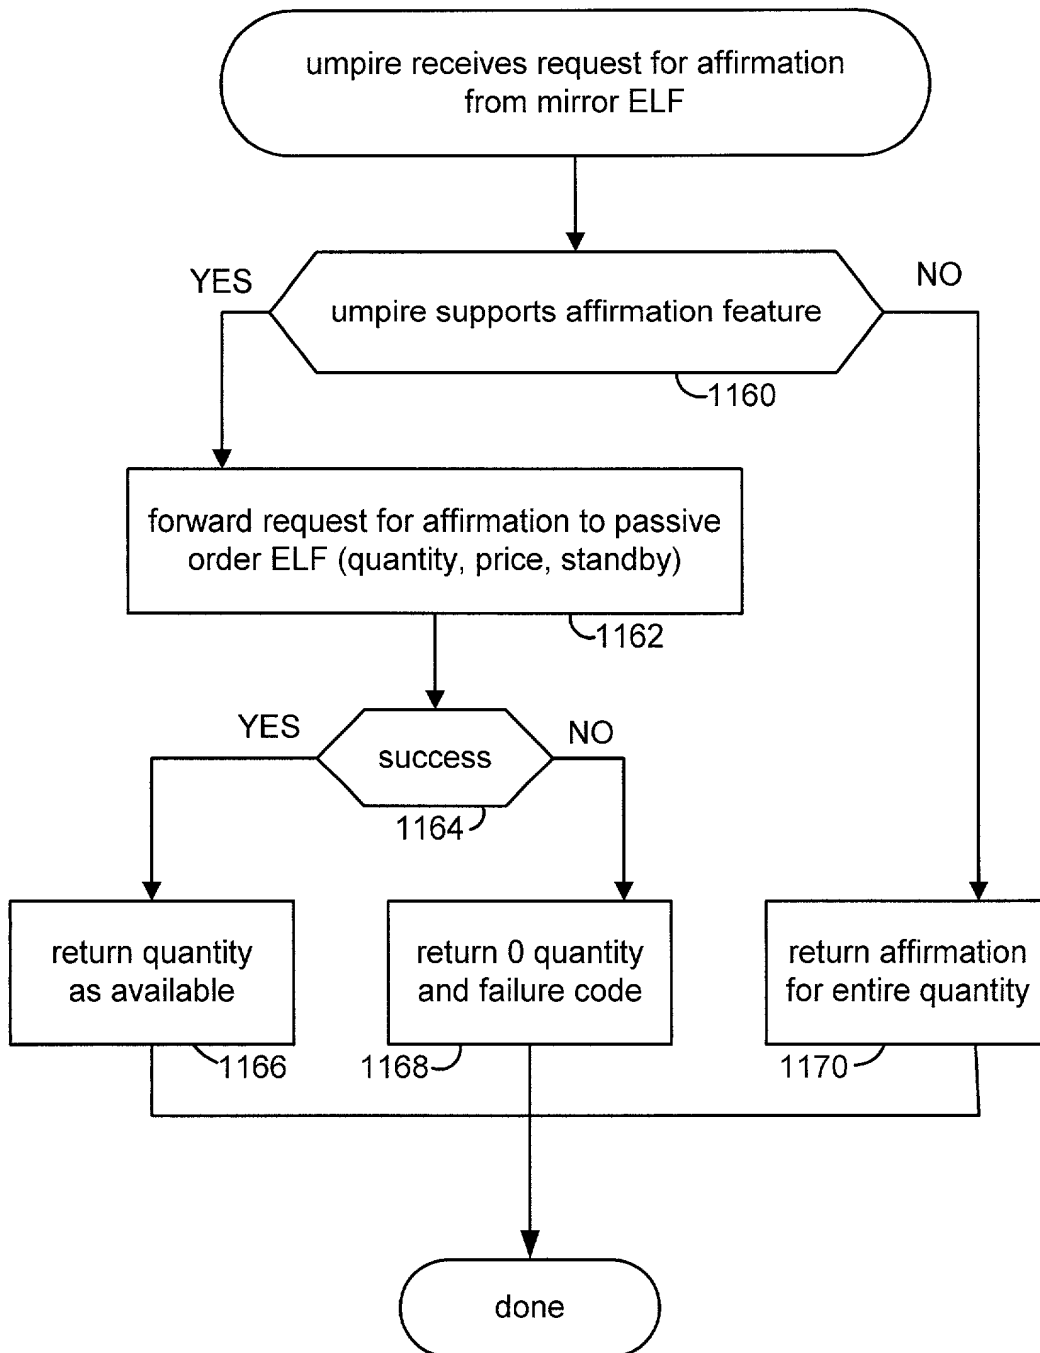 umpire receives request for affirmation
from mirror ELF
YES
NO
umpire supports affirmation feature
1160
forward request for affirmation to passive
order ELF (quantity, price, standby)
1162
YES
NO
success
1164
return quantity
as available
1166
return 0 quantity
and failure code
1168
return affirmation
for entire quantity
1170
done